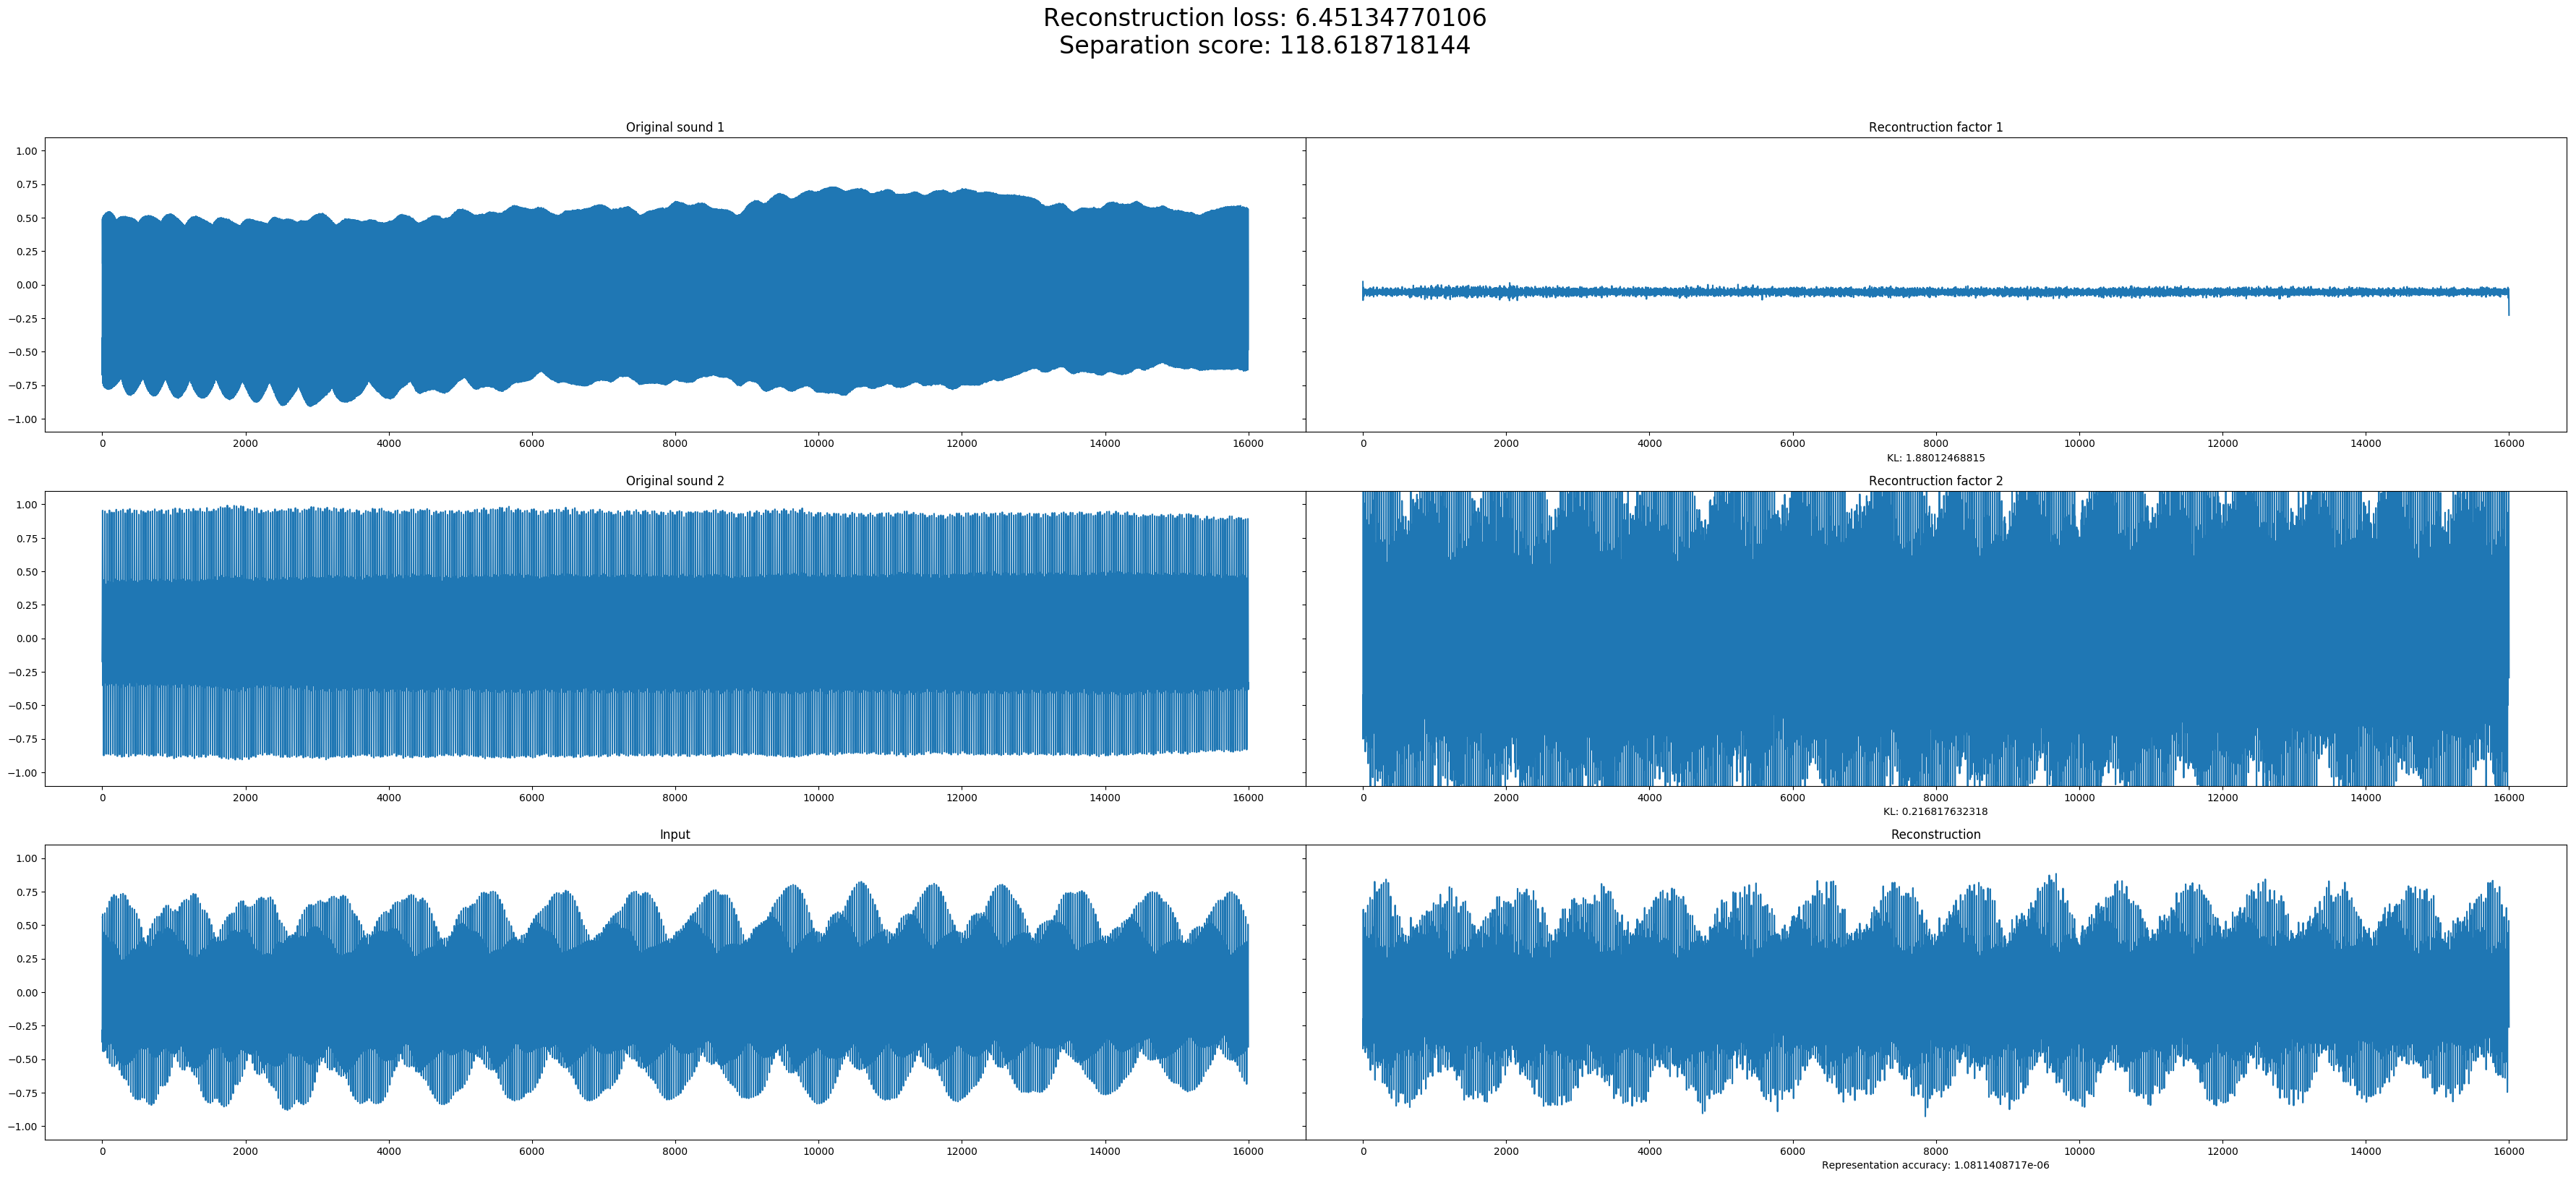 Reconstruction loss: 6.45134770106
Separation score: 118.618718144
Original sound 1
Recontruction factor 1
1.00
0.75
0.50
0.25
0.00
−0.25
−0.50
−0.75
−1.00
0 2000 4000 6000 8000 10000 12000 14000 16000
0 2000 4000 6000 8000 10000 12000 14000 16000
KL: 1.88012468815
Original sound 2
Recontruction factor 2
1.00
0.75
0.50
0.25
0.00
−0.25
−0.50
−0.75
−1.00
0 2000 4000 6000 8000 10000 12000 14000 16000
0 2000 4000 6000 8000 10000 12000 14000 16000
KL: 0.216817632318
Input
Reconstruction
1.00
0.75
0.50
0.25
0.00
−0.25
−0.50
−0.75
−1.00
0 2000 4000 6000 8000 10000 12000 14000 16000
0 2000 4000 6000 8000 10000 12000 14000 16000
Representation accuracy: 1.0811408717e-06